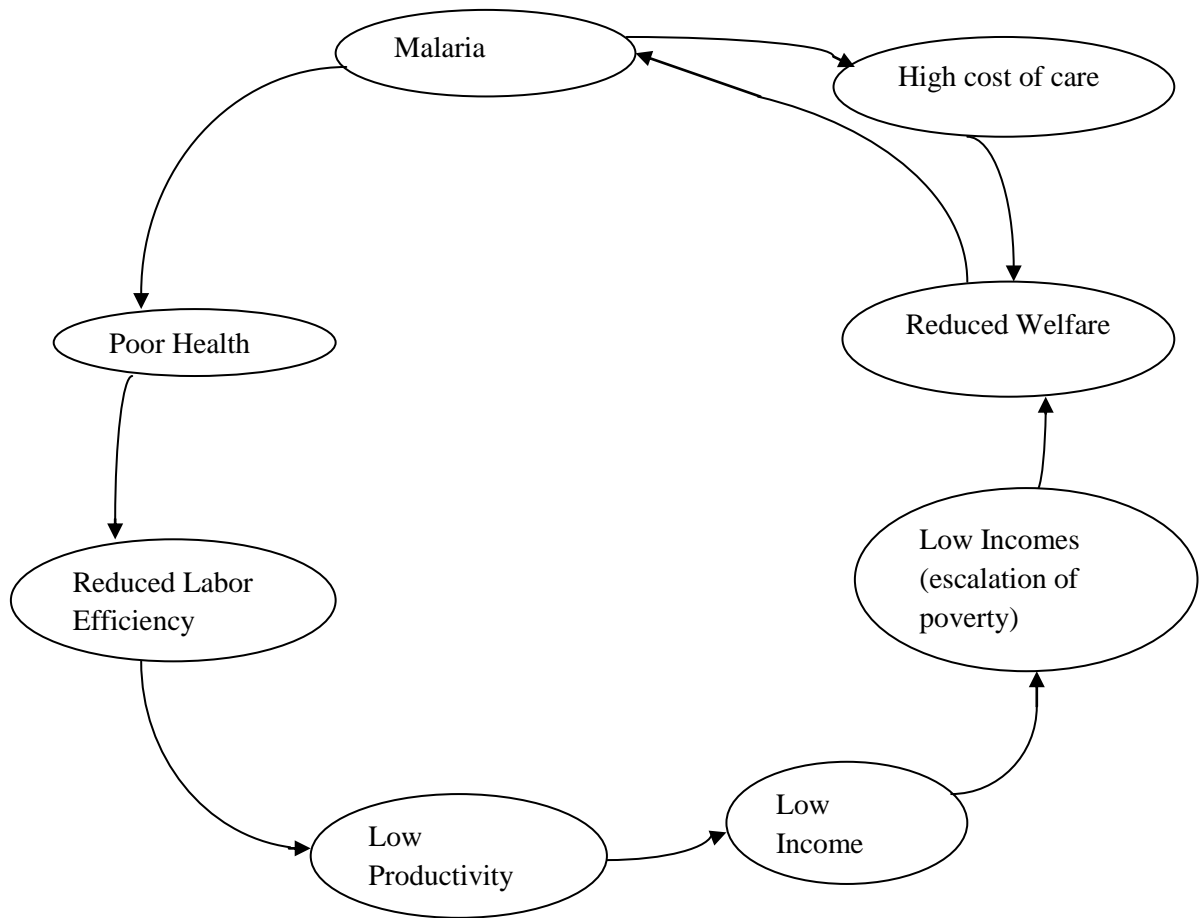 Malaria
High cost of care
Poor Health
Reduced Welfare
Reduced Labor
Efficiency
Low Incomes
(escalation of
poverty)
Low
Productivity
Low
Income